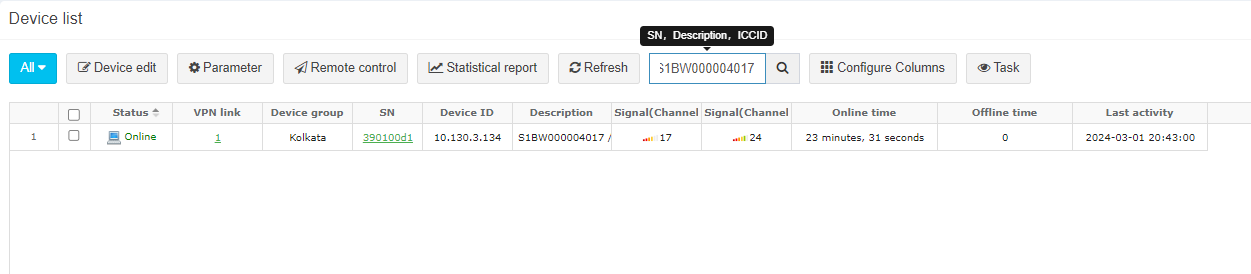 Device list
SN, Description, ICCID
All Device edit Parameter Remote control Statistical report Refresh S1BW000004017 Configure Columns Task
Status VPN link Device group SN Device ID Description Signal(Channel Signal(Channel Online time Offline time Last activity
1 Online 1 Kolkata 390100d1 10.130.3.134 S1BW000004017 / 17 24 23 minutes, 31 seconds 0 2024-03-01 20:43:00